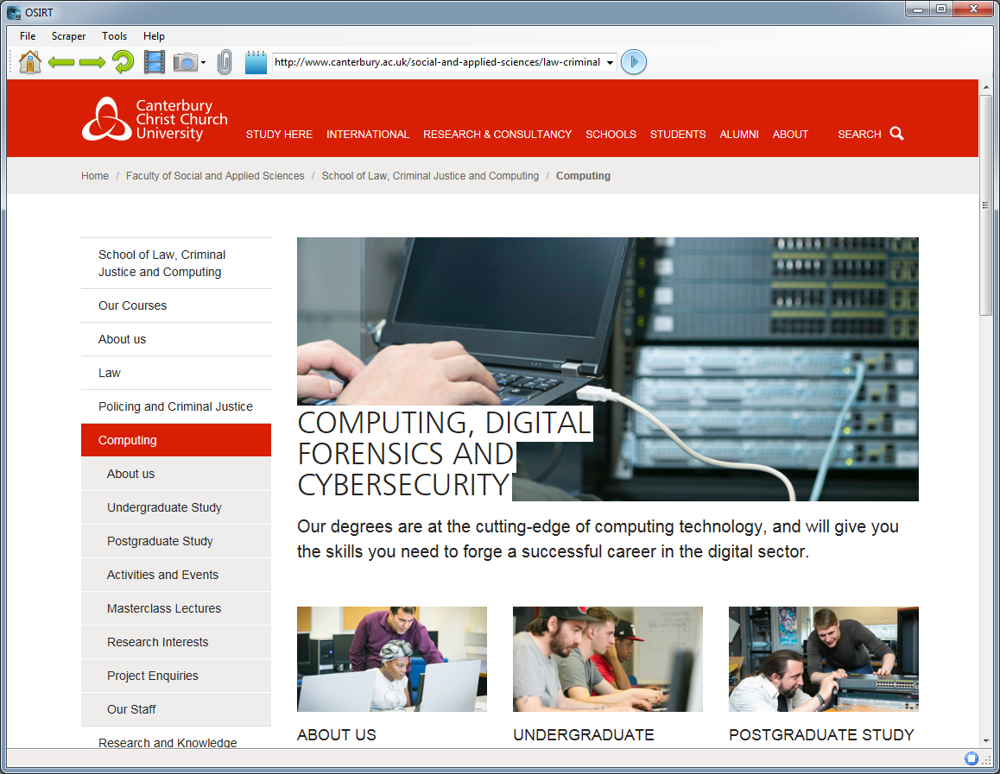 OSIRT
File Scraper Tools Help
http://www.canterbury.ac.uk/social-and-applied-sciences/law-criminal
Canterbury
Christ Church
University
STUDY HERE INTERNATIONAL RESEARCH & CONSULTANCY SCHOOLS STUDENTS ALUMNI ABOUT SEARCH
Home / Faculty of Social and Applied Sciences / School of Law, Criminal Justice and Computing / Computing
School of Law, Criminal
Justice and Computing
Our Courses
About us
Law
Policing and Criminal Justice
Computing
About us
Undergraduate Study
Postgraduate Study
Activities and Events
Masterclass Lectures
Research Interests
Project Enquiries
Our Staff
Research and Knowledge
COMPUTING, DIGITAL
FORENSICS AND
CYBERSECURITY
Our degrees are at the cutting-edge of computing technology, and will give you
the skills you need to forge a successful career in the digital sector.
ABOUT US
UNDERGRADUATE
POSTGRADUATE STUDY